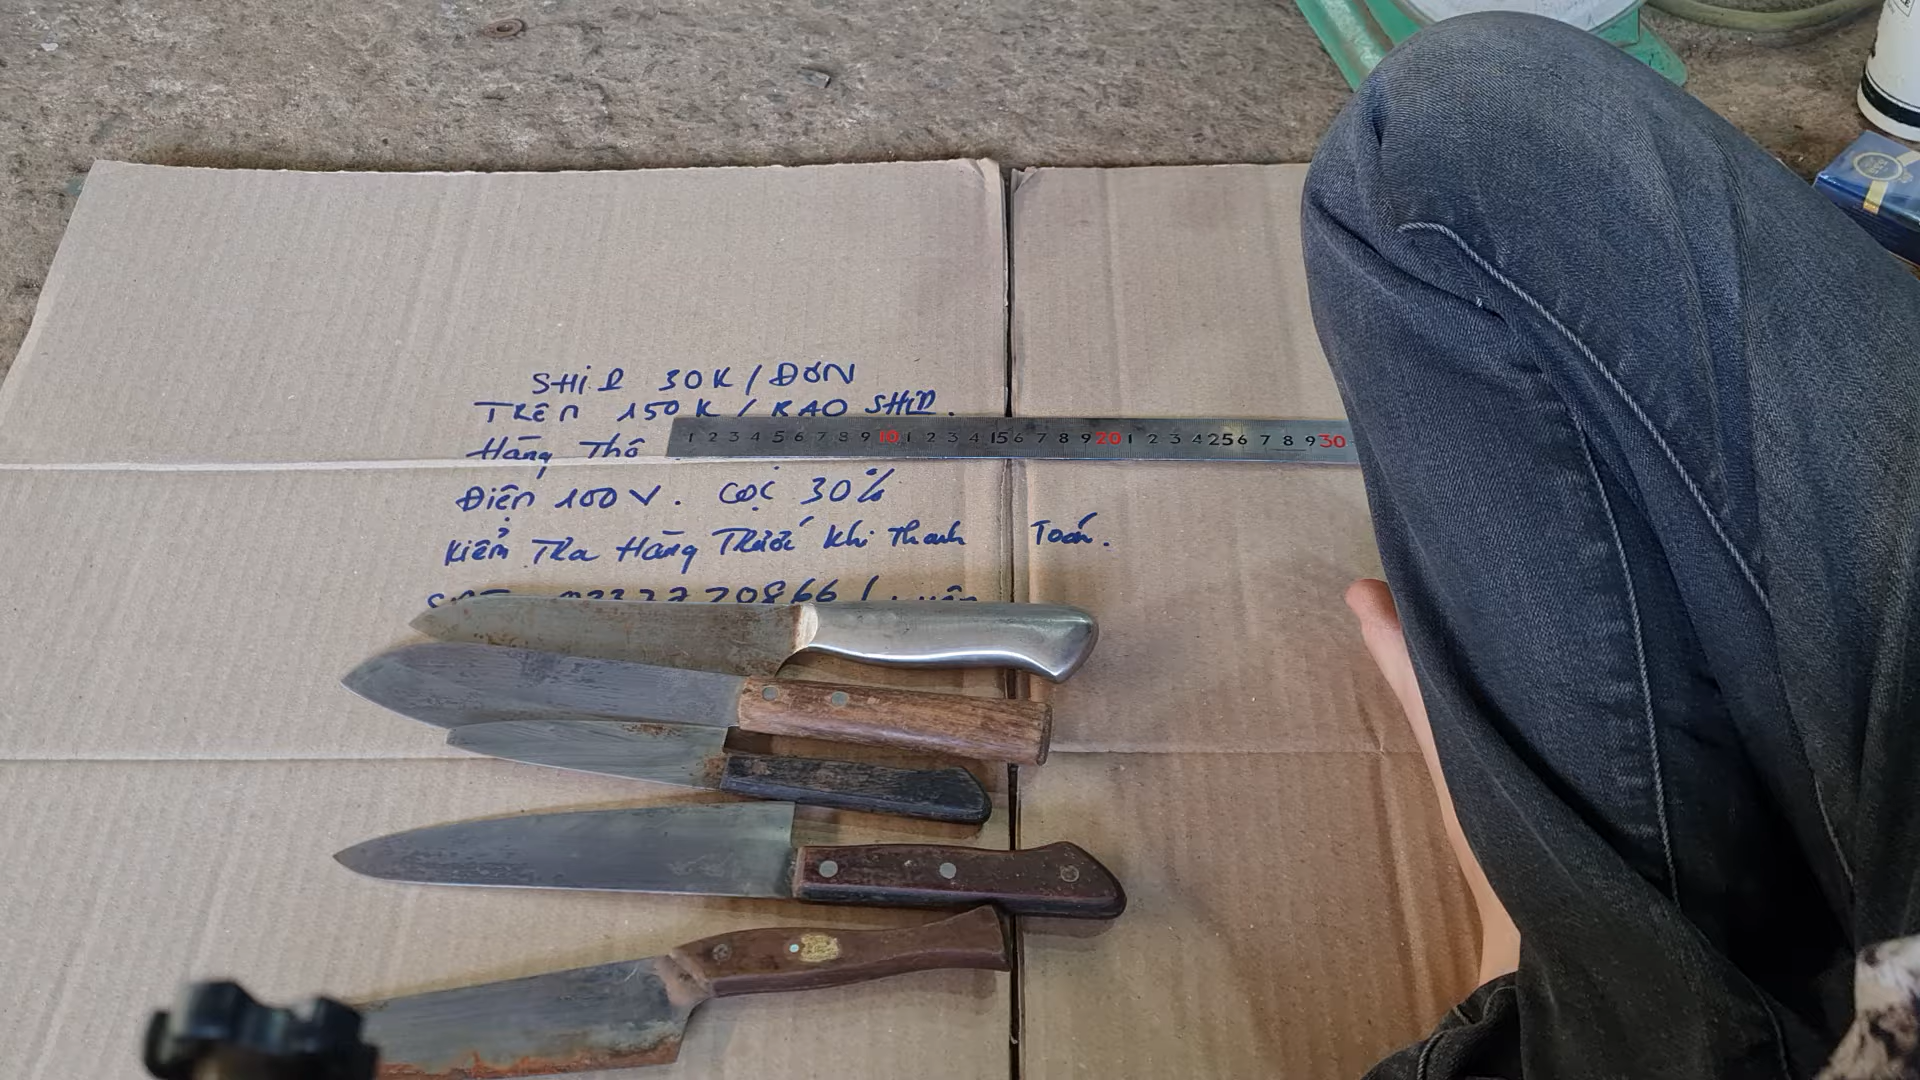 SHIP 30K / ĐƠN
TRÊN 150K / BAO SHIP.
Hàng Thô
Điện 100V. Cọc 30%
Kiểm Tra Hàng Trước Khi Thanh Toán.
1 2 3 4 5 6 7 8 9 10 1 2 3 4 15 6 7 8 9 20 1 2 3 4 25 6 7 8 9 30